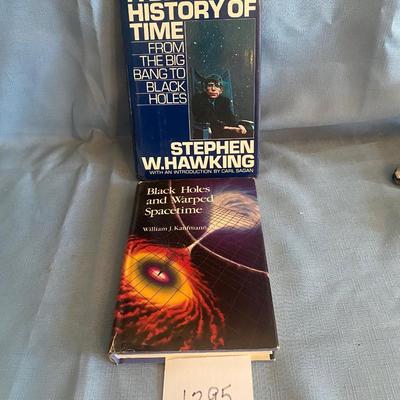 HISTORY OF
TIME
FROM
THE BIG
BANG TO
BLACK
HOLES
STEPHEN
W.HAWKING
WITH AN INTRODUCTION BY CARL SAGAN
Black Holes
and Warped
Spacetime
William J. Kaufmann
1295